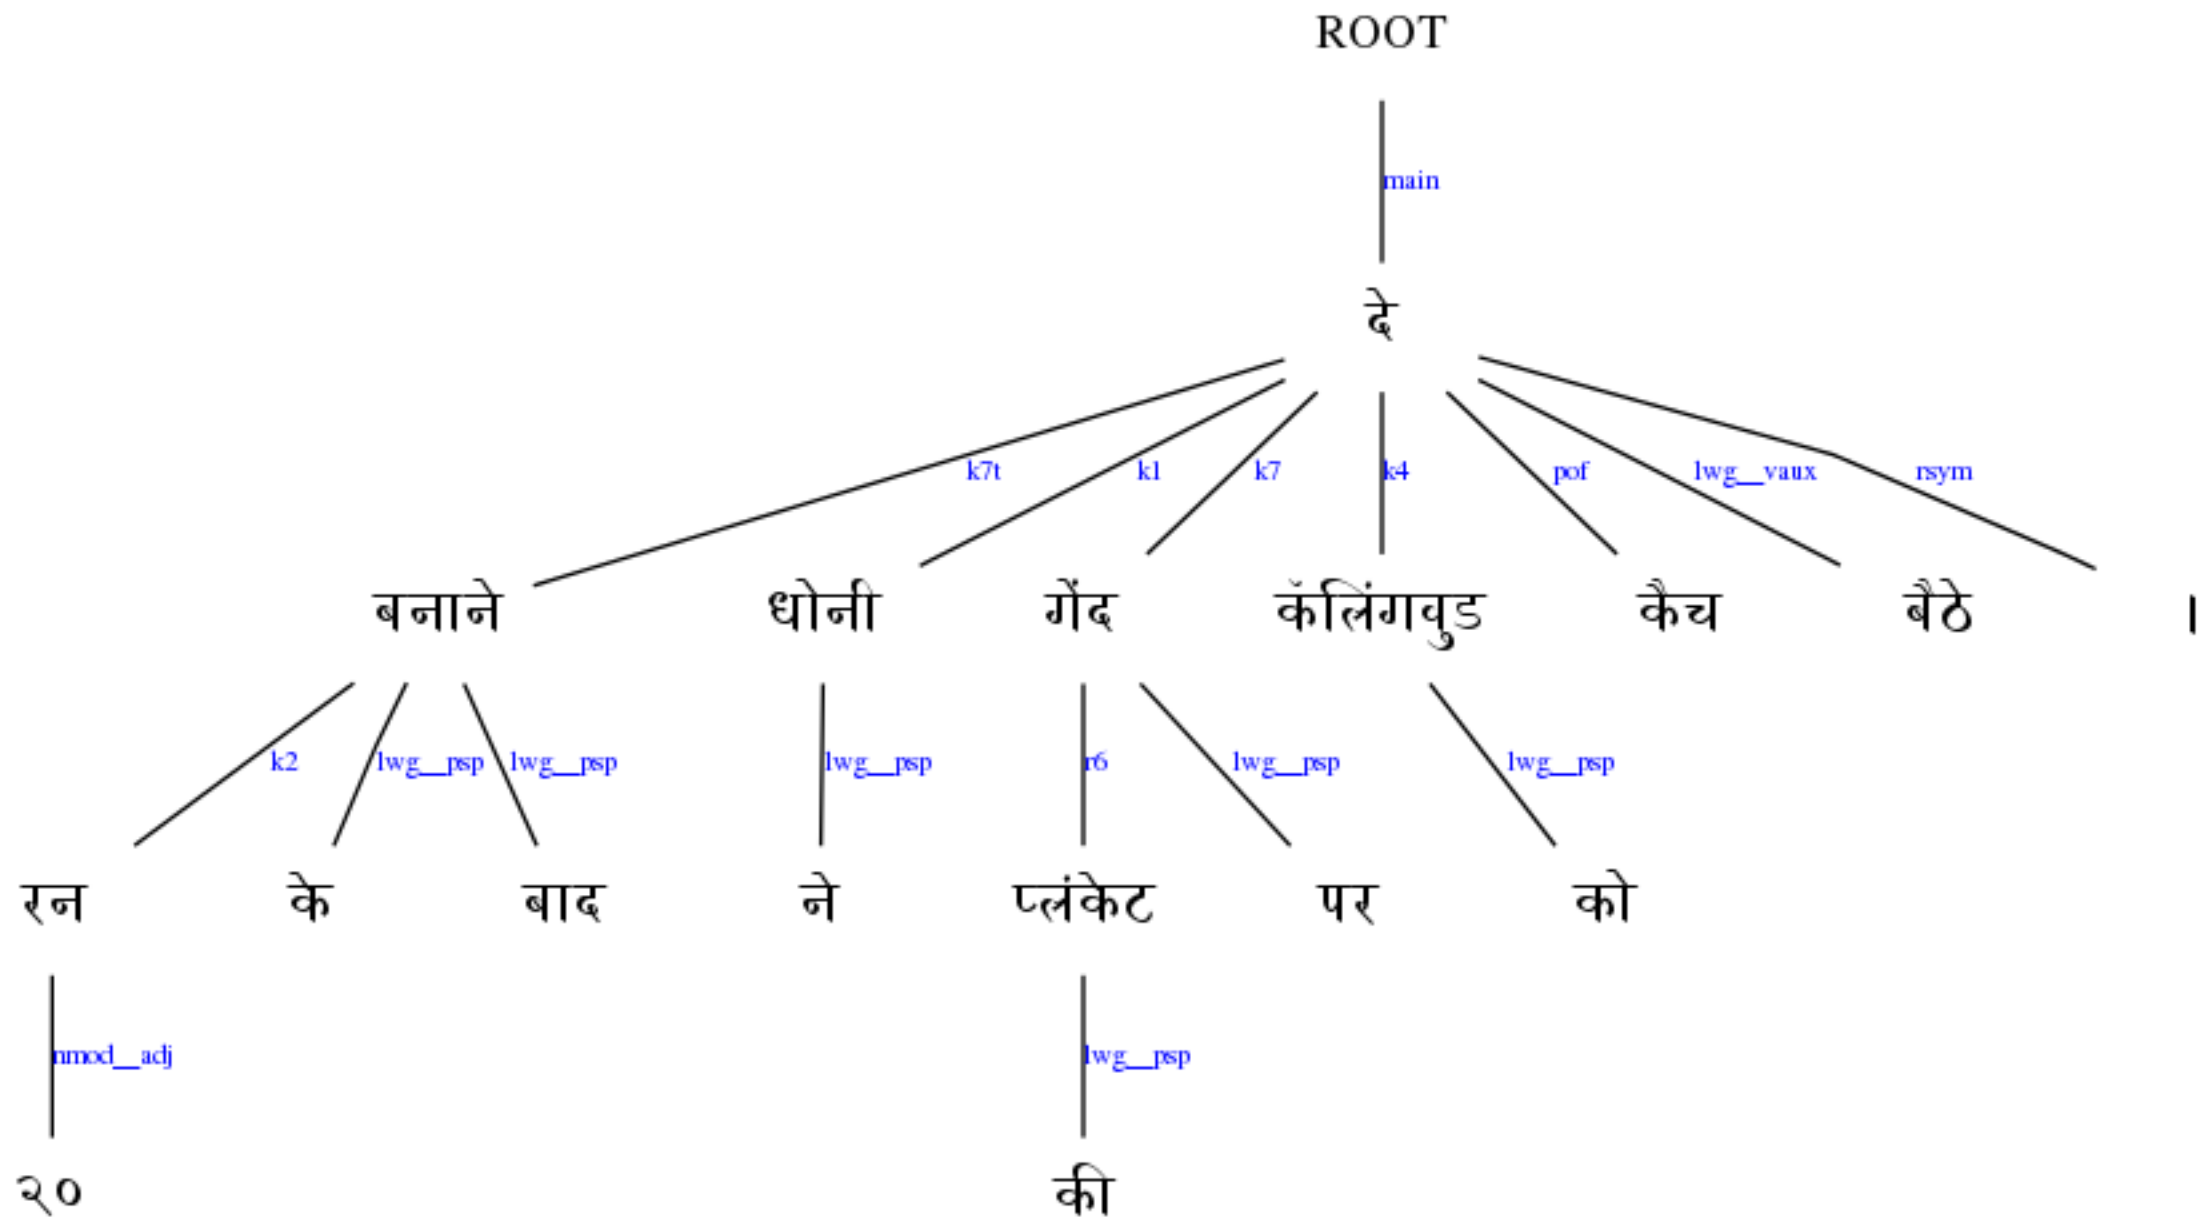 ROOT
main
दे
k7t k1 k7 k4 pof lwg__vaux rsym
बनाने धोनी गेंद कॅलिंगवुड कैच बैठे ।
k2 lwg__psp lwg__psp lwg__psp r6 lwg__psp lwg__psp
रन के बाद ने प्लंकेट पर को
nmod__adj lwg__psp
२० की